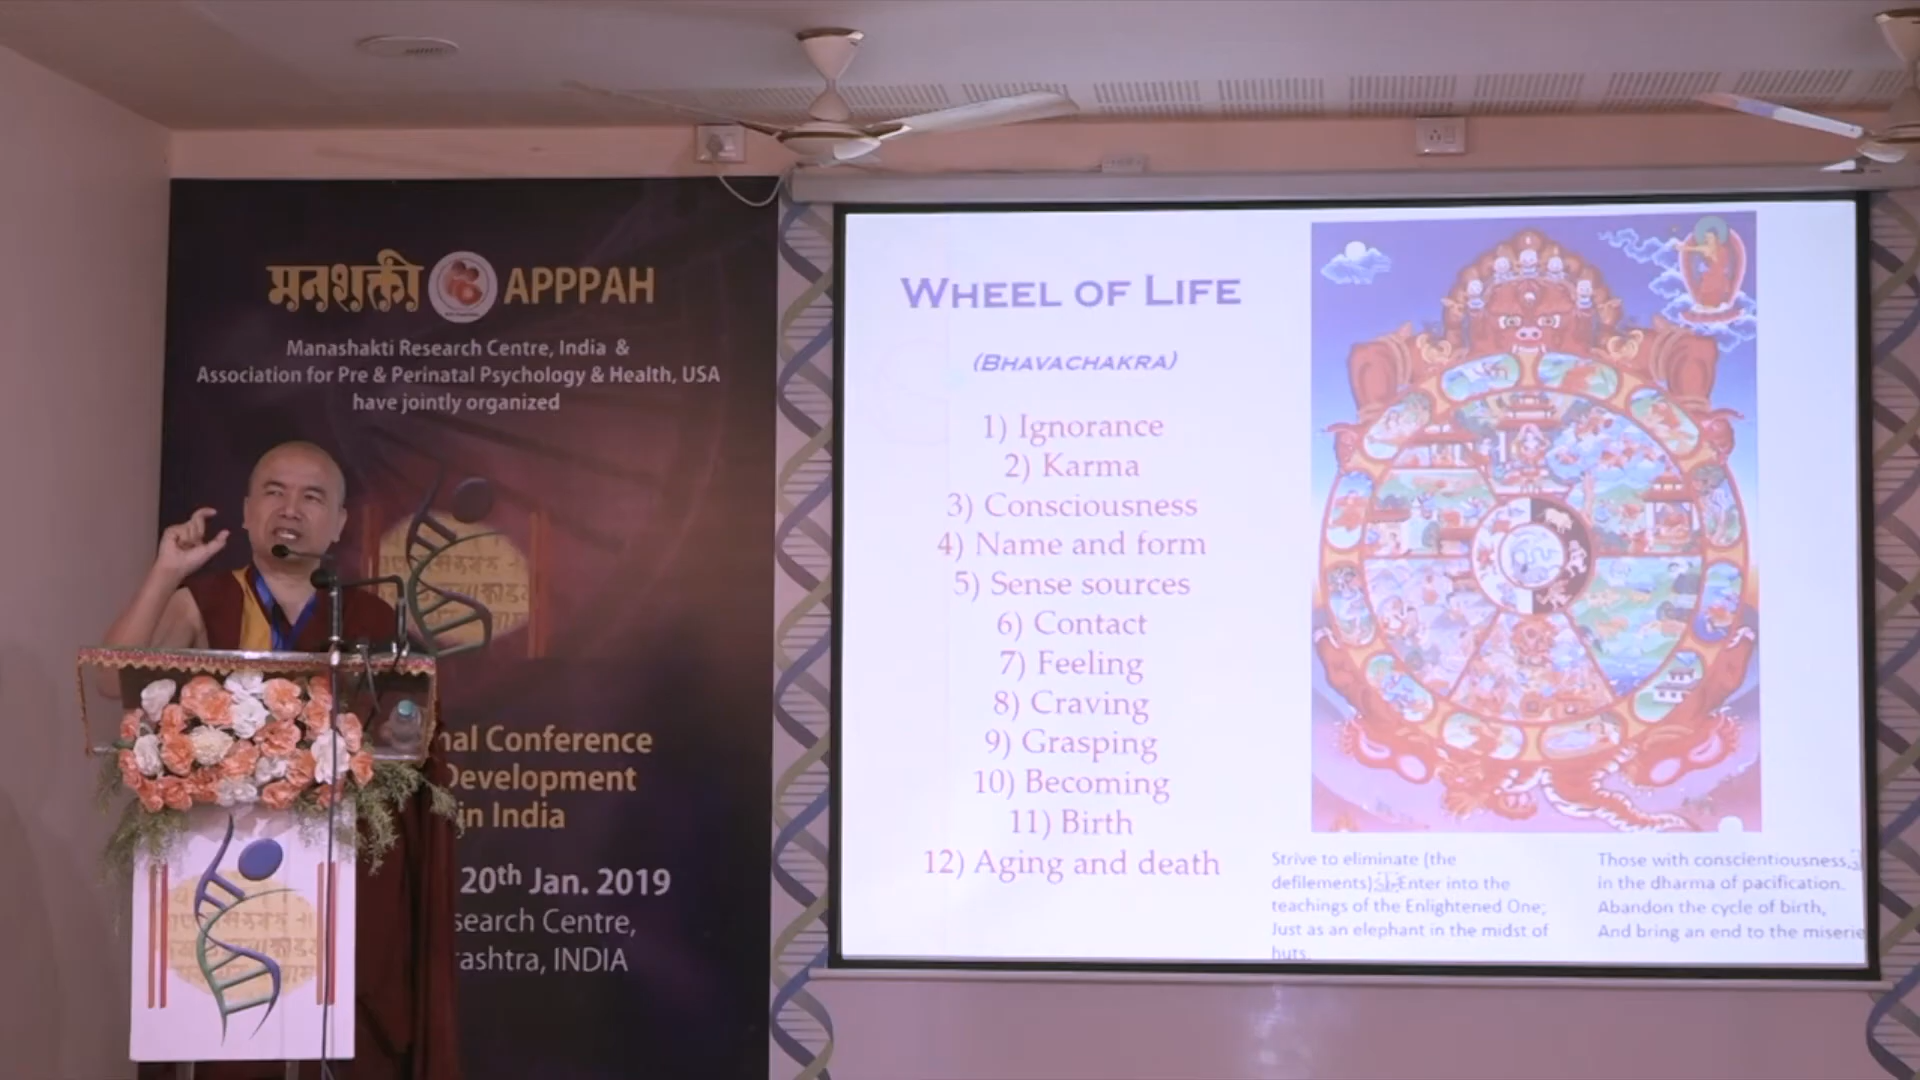 मनशक्ती APPPAH
Manashakti Research Centre, India &
Association for Pre & Perinatal Psychology & Health, USA
have jointly organized
nal Conference
Development
in India
20th Jan. 2019
search Centre,
rashtra, INDIA
WHEEL OF LIFE
(BHAVACHAKRA)
1) Ignorance
2) Karma
3) Consciousness
4) Name and form
5) Sense sources
6) Contact
7) Feeling
8) Craving
9) Grasping
10) Becoming
11) Birth
12) Aging and death
Strive to eliminate (the
defilements) Enter into the
teachings of the Enlightened One;
Just as an elephant in the midst of
huts,
Those with conscientiousness,
in the dharma of pacification.
Abandon the cycle of birth,
And bring an end to the miserie